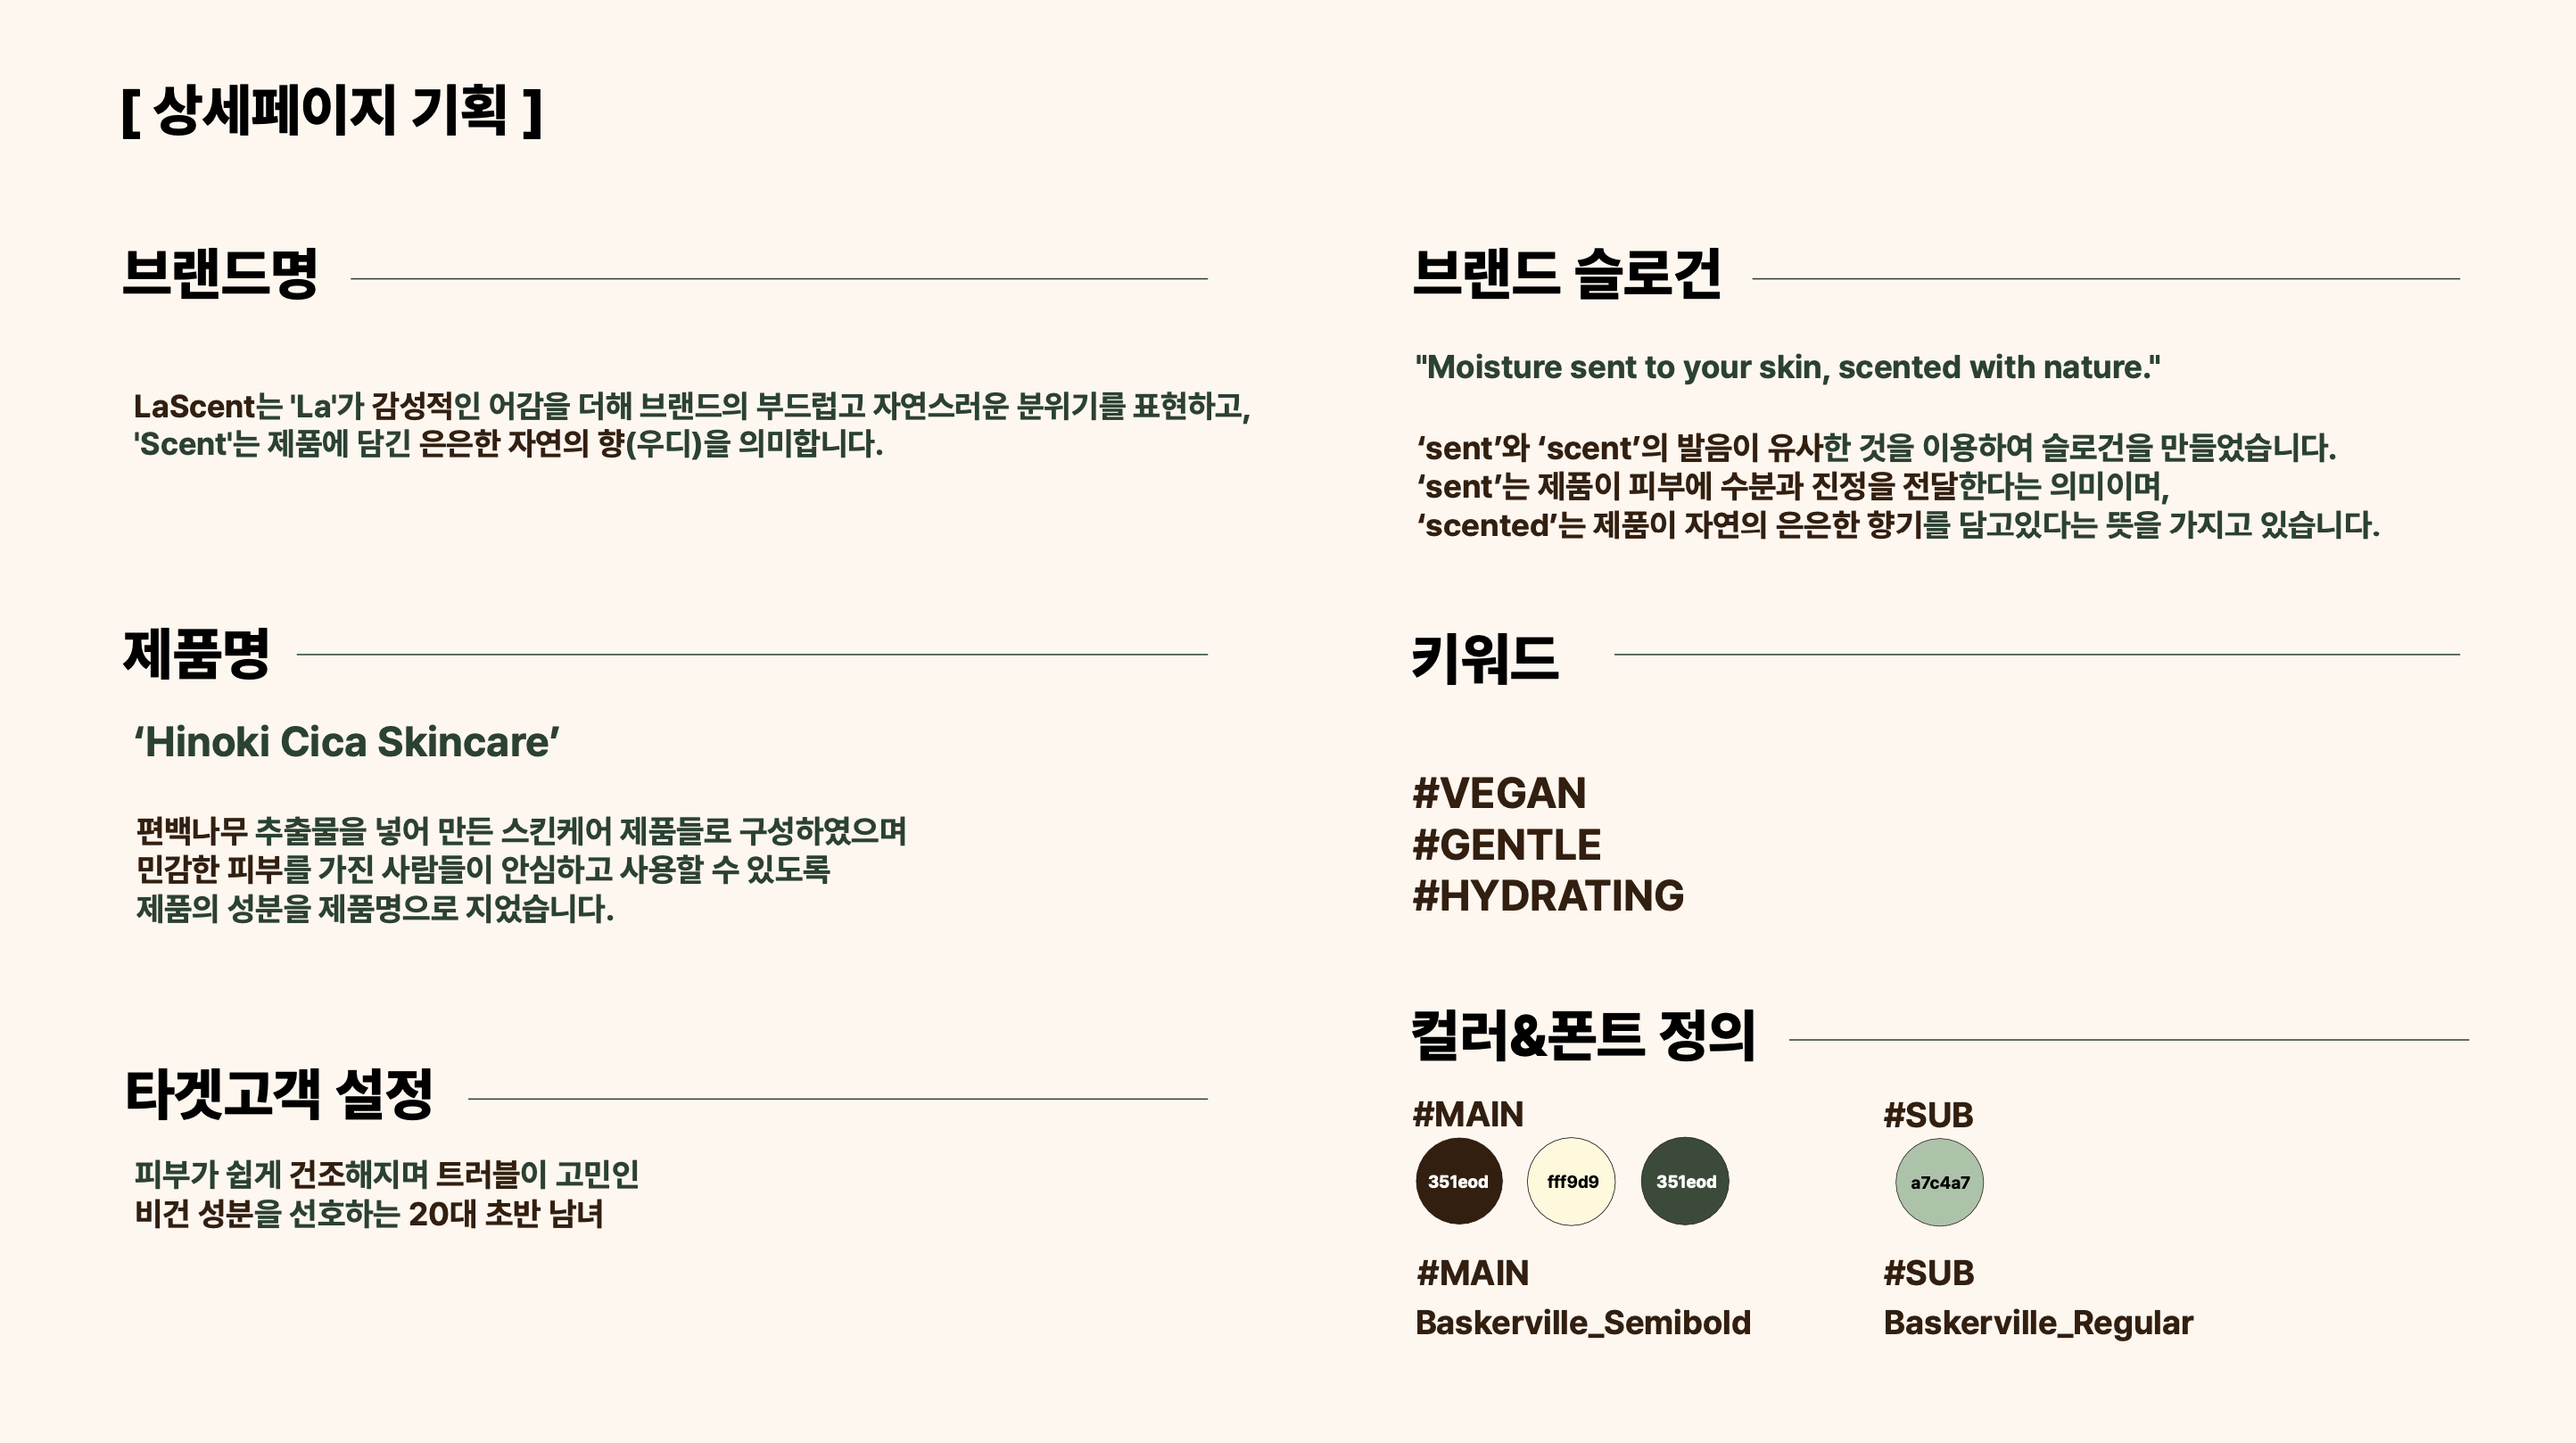 [ 상세페이지 기획 ]
브랜드명
LaScent는 'La'가 감성적인 어감을 더해 브랜드의 부드럽고 자연스러운 분위기를 표현하고,
'Scent'는 제품에 담긴 은은한 자연의 향(우디)을 의미합니다.
제품명
‘Hinoki Cica Skincare’
편백나무 추출물을 넣어 만든 스킨케어 제품들로 구성하였으며
민감한 피부를 가진 사람들이 안심하고 사용할 수 있도록
제품의 성분을 제품명으로 지었습니다.
타겟고객 설정
피부가 쉽게 건조해지며 트러블이 고민인
비건 성분을 선호하는 20대 초반 남녀
브랜드 슬로건
"Moisture sent to your skin, scented with nature."
‘sent’와 ‘scent’의 발음이 유사한 것을 이용하여 슬로건을 만들었습니다.
‘sent’는 제품이 피부에 수분과 진정을 전달한다는 의미이며,
‘scented’는 제품이 자연의 은은한 향기를 담고있다는 뜻을 가지고 있습니다.
키워드
#VEGAN
#GENTLE
#HYDRATING
컬러&폰트 정의
#MAIN #SUB
351eod fff9d9 351eod a7c4a7
#MAIN #SUB
Baskerville_Semibold Baskerville_Regular